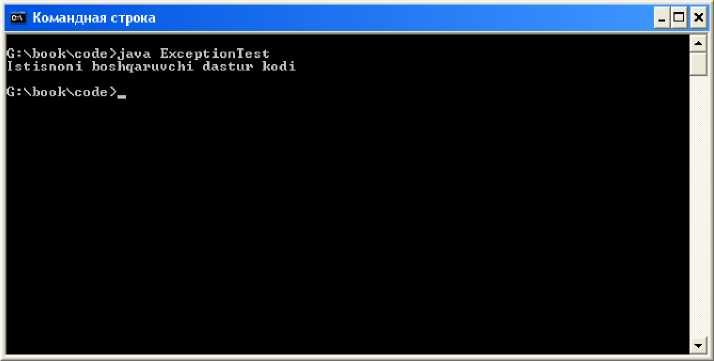 Командная строка
G:\book\code>java ExceptionTest
Istisnoni boshqaruvchi dastur kodi
G:\book\code>_